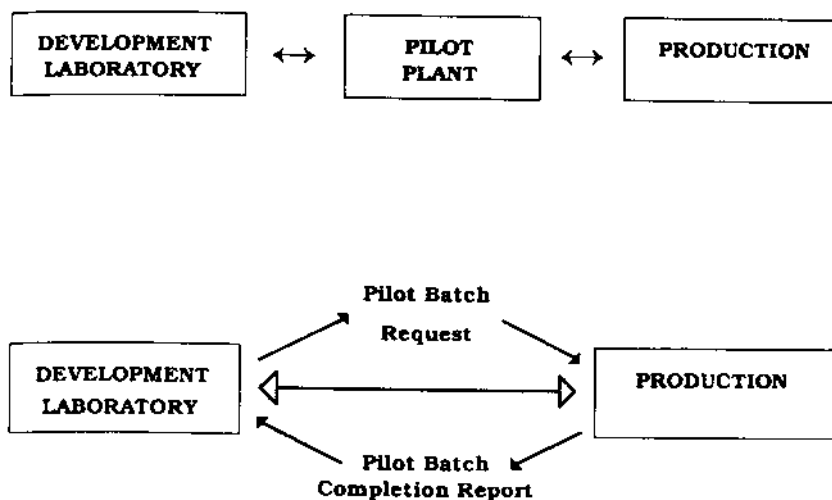 DEVELOPMENT
LABORATORY
PILOT
PLANT
PRODUCTION
Pilot Batch
Request
DEVELOPMENT
LABORATORY
PRODUCTION
Pilot Batch
Completion Report